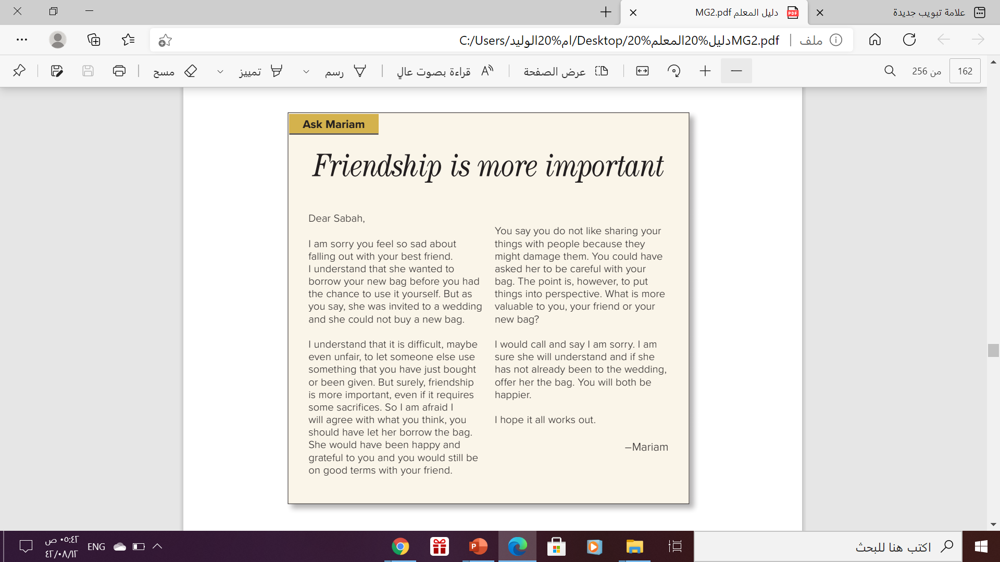 دليل المعلم MG2.pdf
علامة تبويب جديدة
ملف
C:/Users/ام%20الوليد/Desktop/دليل%20المعلم%20MG2.pdf
162
من 256
عرض الصفحة
قراءة بصوت عالٍ
رسم
تمييز
مسح
Ask Mariam
Friendship is more important
Dear Sabah,
I am sorry you feel so sad about
falling out with your best friend.
I understand that she wanted to
borrow your new bag before you had
the chance to use it yourself. But as
you say, she was invited to a wedding
and she could not buy a new bag.
I understand that it is difficult, maybe
even unfair, to let someone else use
something that you have just bought
or been given. But surely, friendship
is more important, even if it requires
some sacrifices. So I am afraid I
will agree with what you think, you
should have let her borrow the bag.
She would have been happy and
grateful to you and you would still be
on good terms with your friend.
You say you do not like sharing your
things with people because they
might damage them. You could have
asked her to be careful with your
bag. The point is, however, to put
things into perspective. What is more
valuable to you, your friend or your
new bag?
I would call and say I am sorry. I am
sure she will understand and if she
has not already been to the wedding,
offer her the bag. You will both be
happier.
I hope it all works out.
–Mariam
اكتب هنا للبحث
ENG
٠٥:٤٢ ص
٤٢/٠٨/١٢